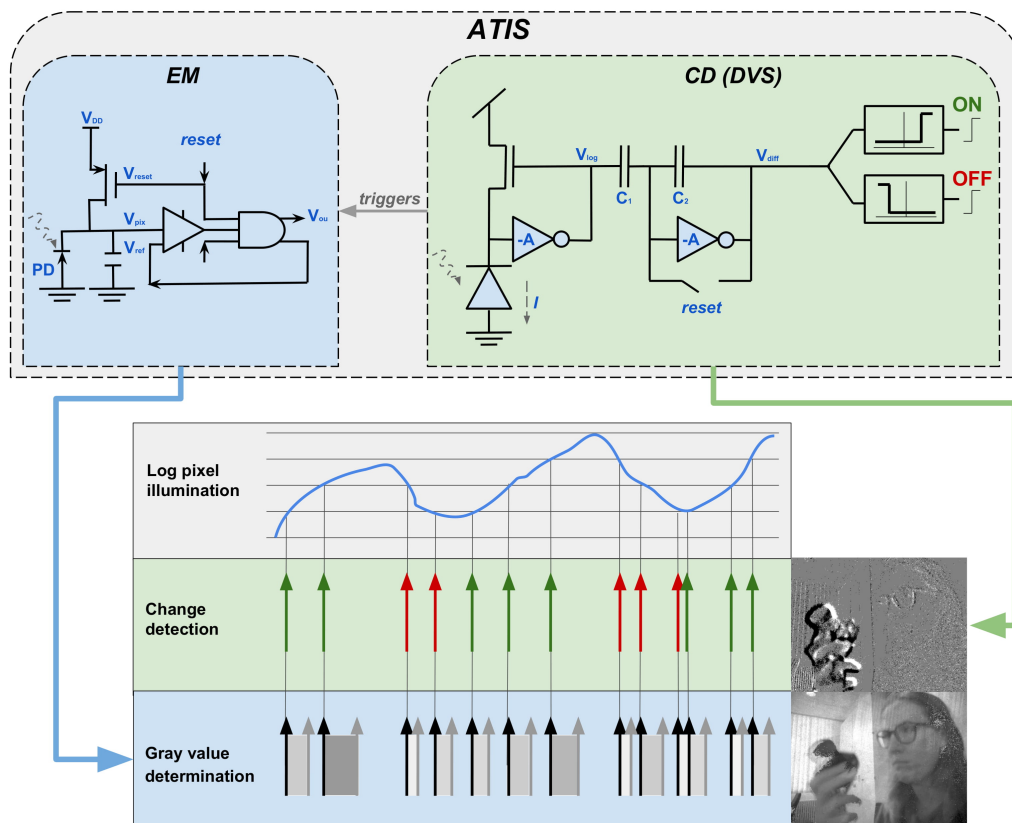 ATIS
EM
CD (DVS)
VDD
reset
Vreset
Vpix
Vref
PD
Vou
triggers
Vlog
C1
C2
Vdiff
-A
-A
I
reset
ON
OFF
Log pixel
illumination
Change
detection
Gray value
determination